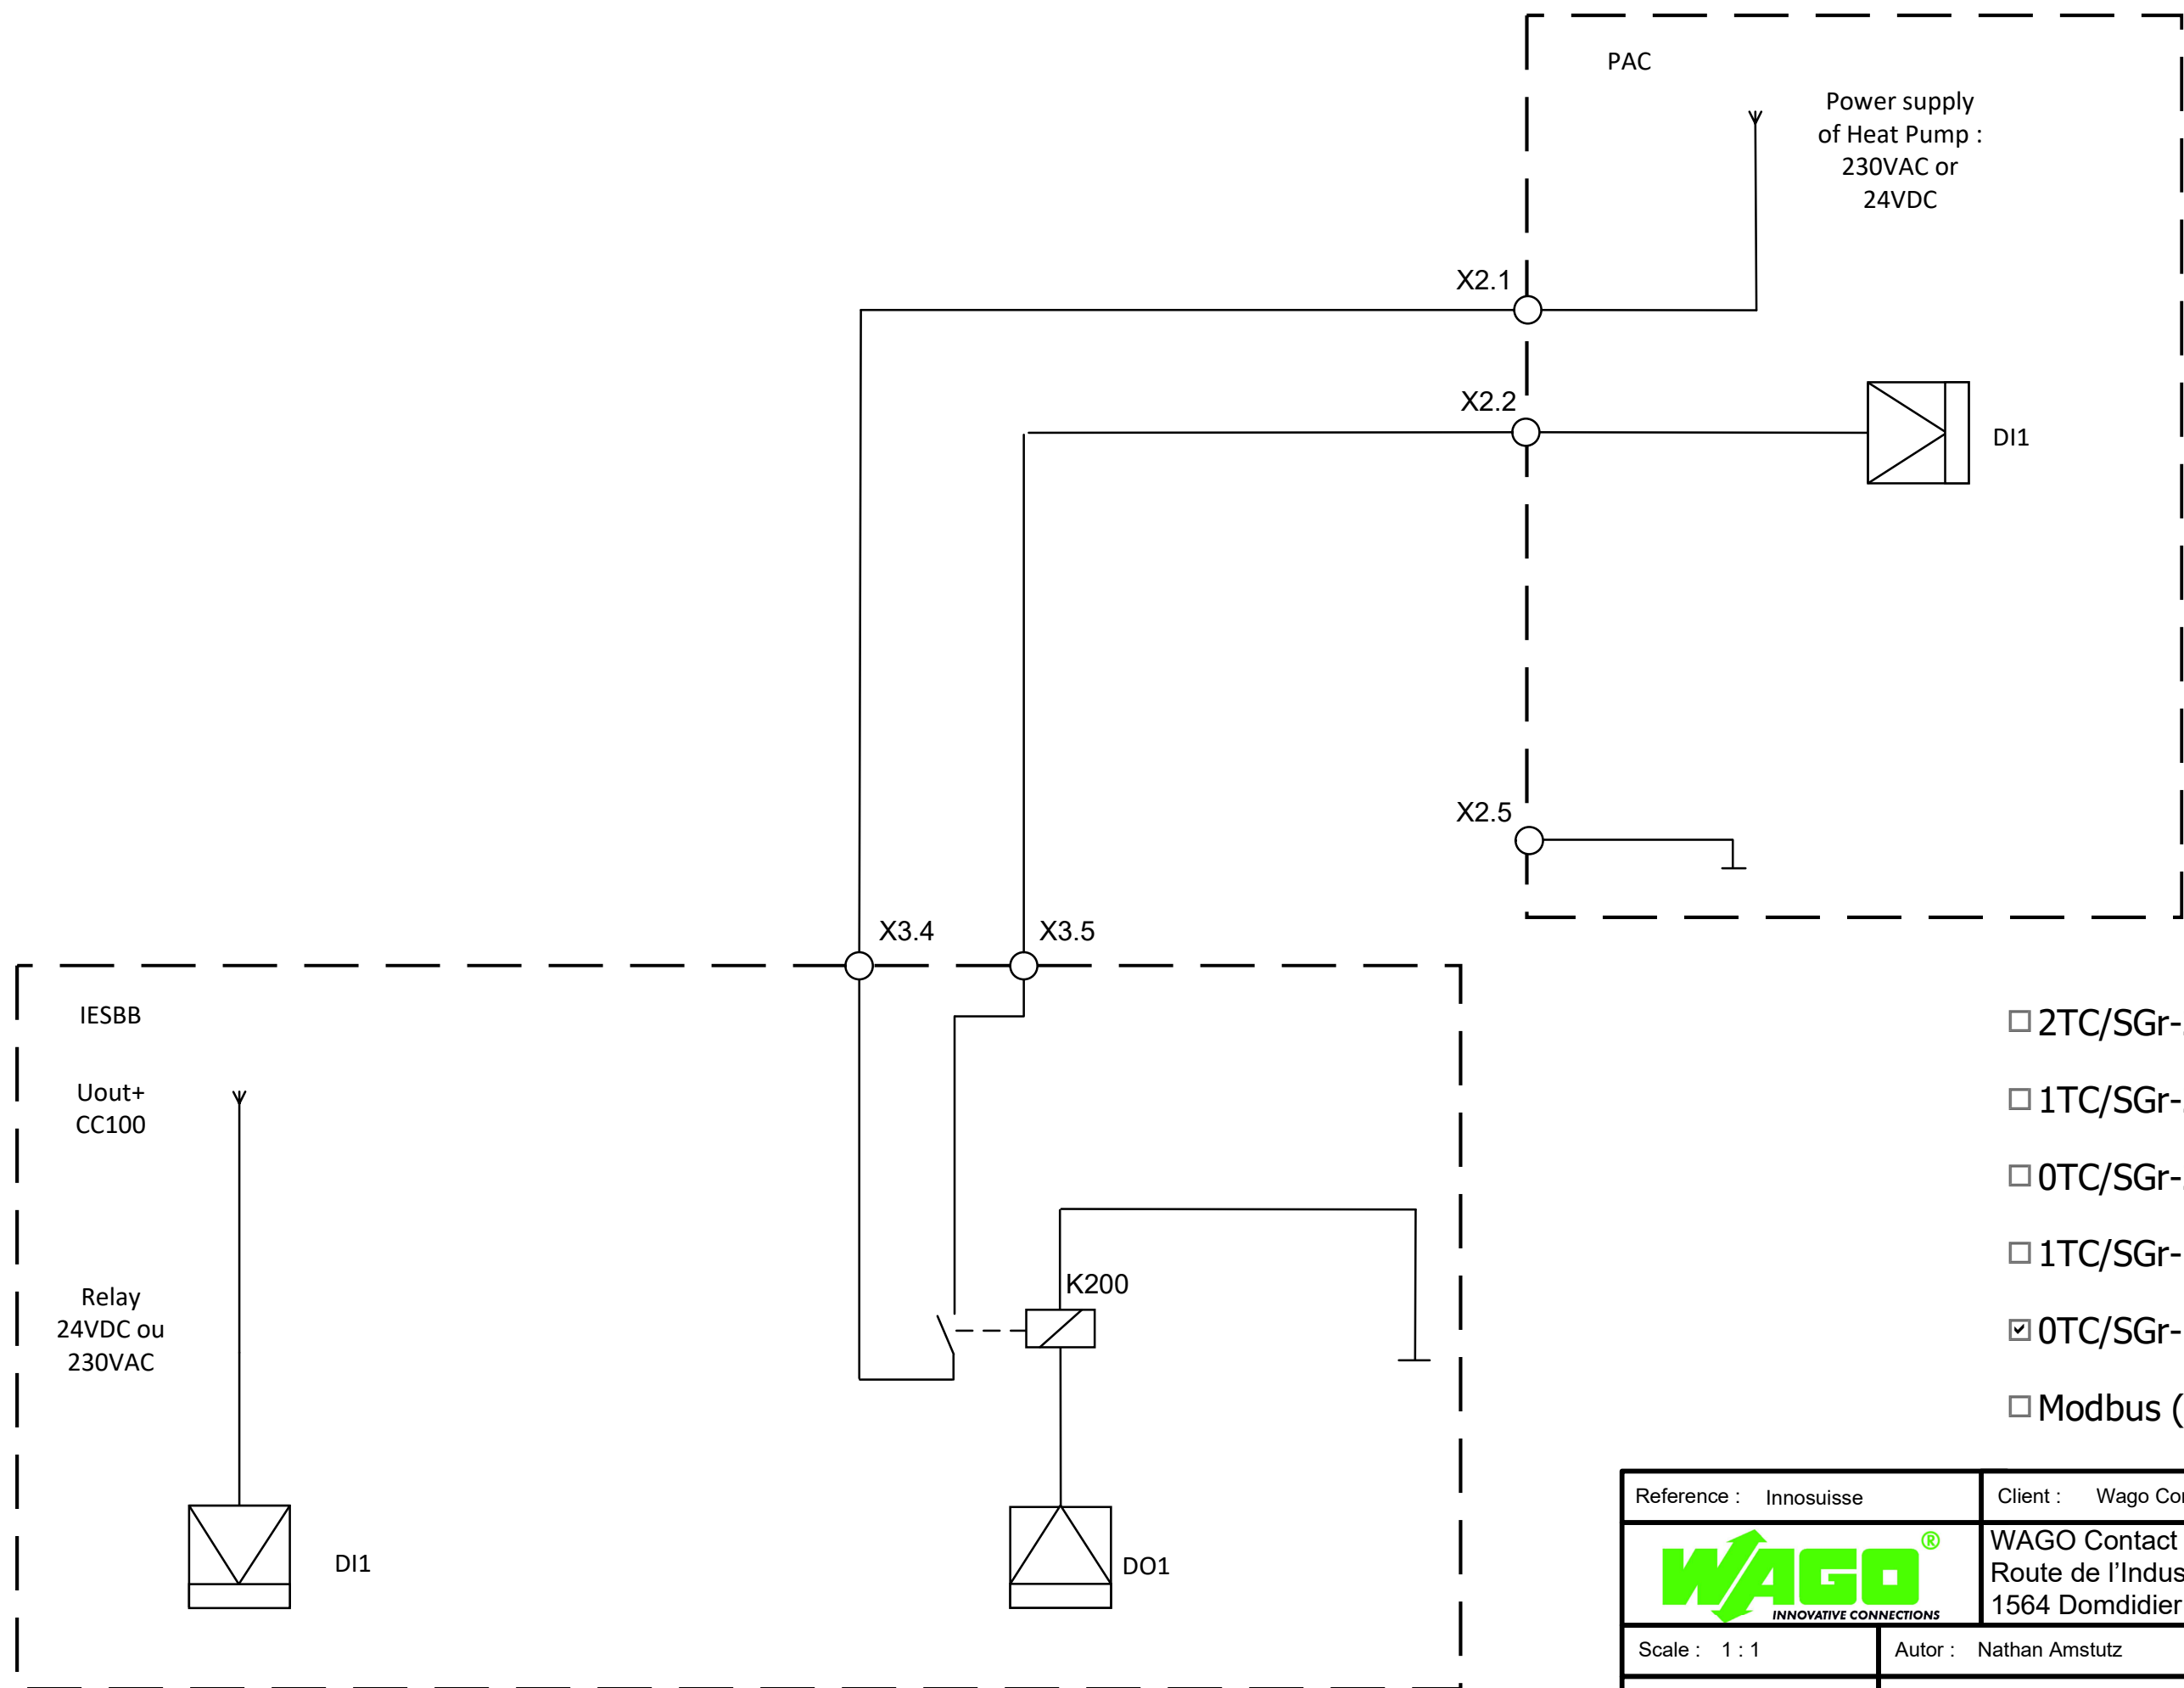 PAC
Power supply
of Heat Pump :
230VAC or
24VDC
X2.1
X2.2
DI1
X2.5
X3.4
X3.5
IESBB
Uout+
CC100
Relay
24VDC ou
230VAC
K200
DI1
DO1
2TC/SGr-
1TC/SGr-
0TC/SGr-
1TC/SGr-
0TC/SGr-
Modbus (
Reference : Innosuisse
Client : Wago Con
WAGO®
INNOVATIVE CONNECTIONS
WAGO Contact
Route de l'Indus
1564 Domdidier
Scale : 1 : 1
Autor : Nathan Amstutz